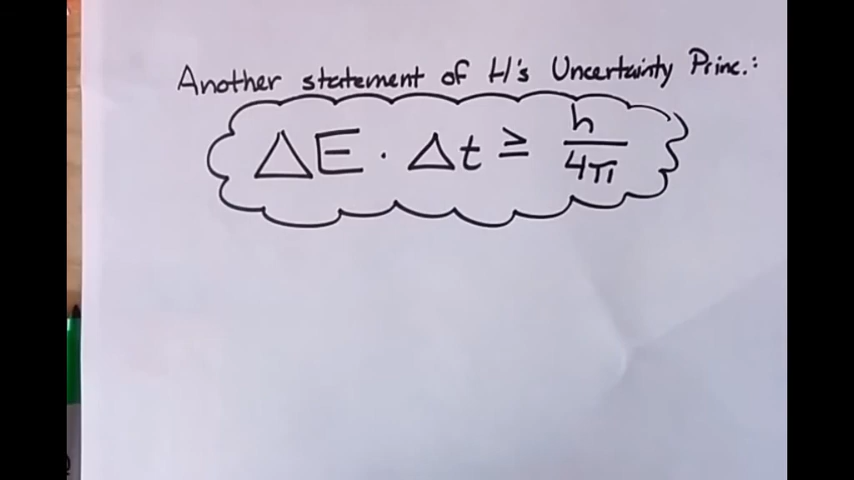 Another statement of H's Uncertainty Princ.:
ΔE · Δt ≥ h/4π